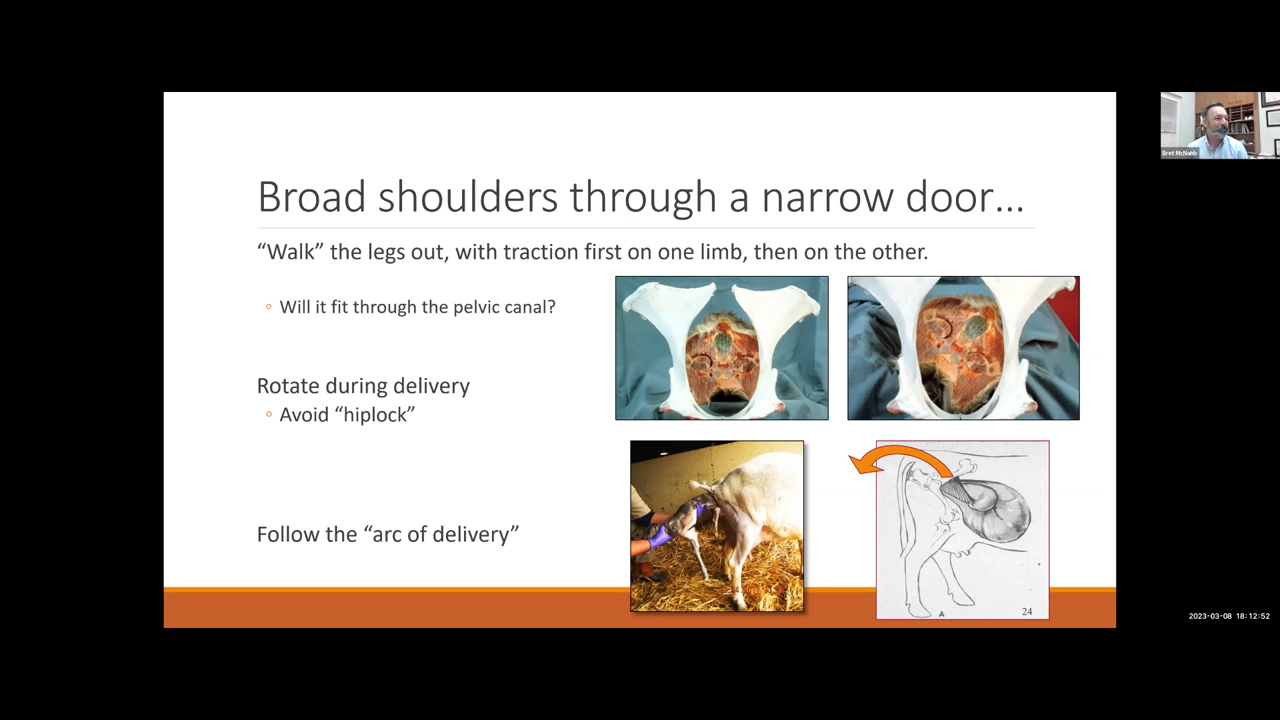 Broad shoulders through a narrow door...
“Walk” the legs out, with traction first on one limb, then on the other.
◦ Will it fit through the pelvic canal?
Rotate during delivery
◦ Avoid “hiplock”
Follow the “arc of delivery”
A
24
Bret McNabb
2023-03-08 18:12:52